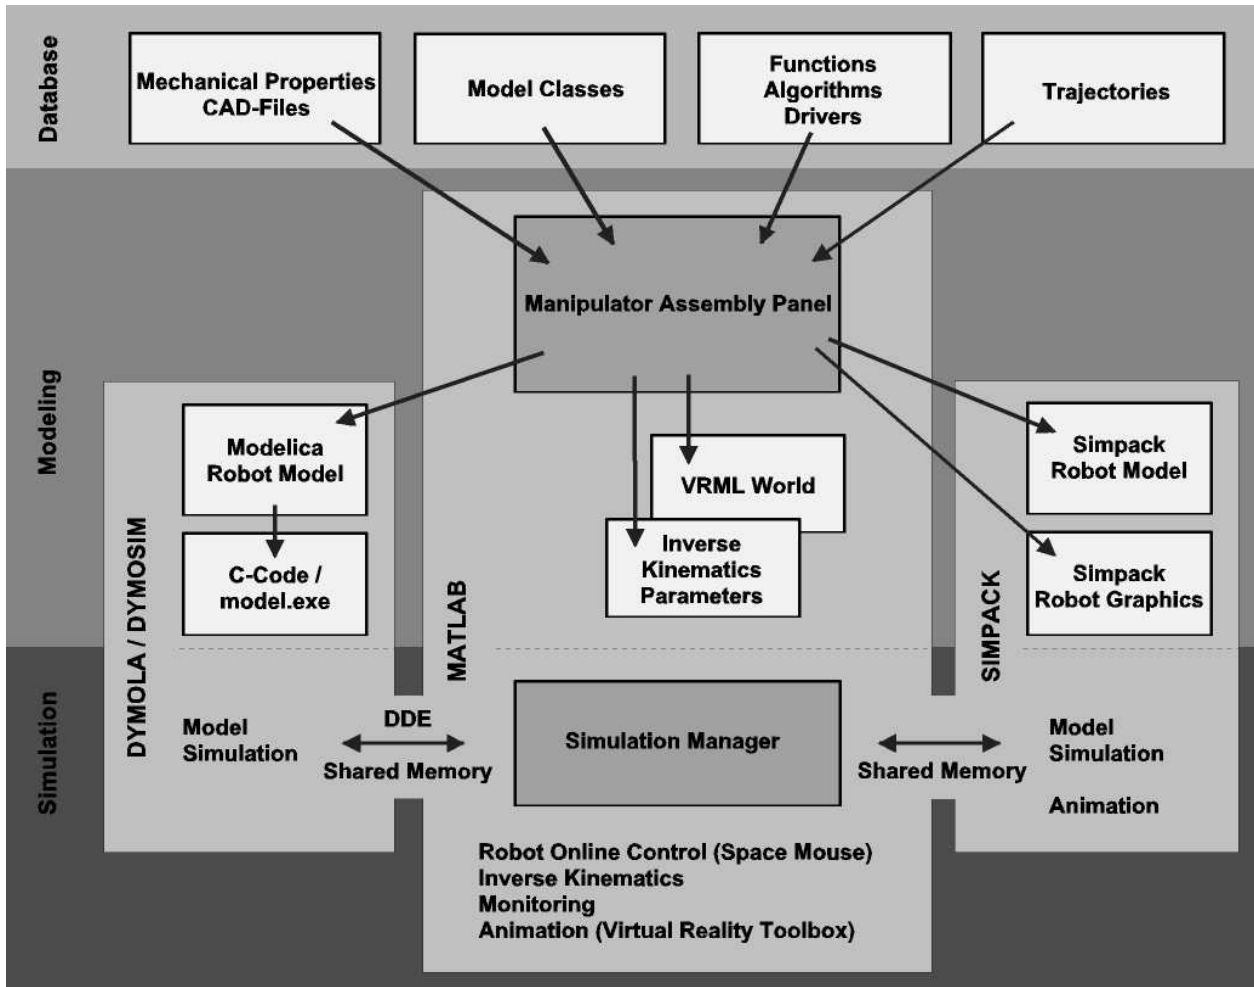 Database
Mechanical Properties
CAD-Files
Model Classes
Functions
Algorithms
Drivers
Trajectories
Modeling
Manipulator Assembly Panel
DYMOLA / DYMOSIM
Modelica
Robot Model
C-Code /
model.exe
MATLAB
VRML World
Inverse
Kinematics
Parameters
SIMPACK
Simpack
Robot Model
Simpack
Robot Graphics
Simulation
Model
Simulation
DDE
Shared Memory
Simulation Manager
Shared Memory
Model
Simulation
Animation
Robot Online Control (Space Mouse)
Inverse Kinematics
Monitoring
Animation (Virtual Reality Toolbox)